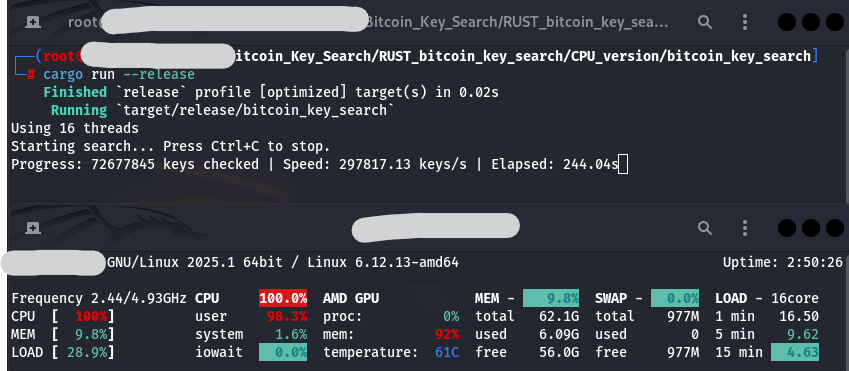 root@ Bitcoin_Key_Search/RUST_bitcoin_key_sea...
(root@ itcoin_Key_Search/RUST_bitcoin_key_search/CPU_version/bitcoin_key_search]
# cargo run --release
Finished `release` profile [optimized] target(s) in 0.02s
Running `target/release/bitcoin_key_search`
Using 16 threads
Starting search... Press Ctrl+C to stop.
Progress: 72677845 keys checked | Speed: 297817.13 keys/s | Elapsed: 244.04s
GNU/Linux 2025.1 64bit / Linux 6.12.13-amd64 Uptime: 2:50:26
Frequency 2.44/4.93GHz CPU 100.0% AMD GPU MEM - 9.8% SWAP - 0.0% LOAD - 16core
CPU [ 100%] user 98.3% proc: 0% total 62.1G total 977M 1 min 16.50
MEM [ 9.8%] system 1.6% mem: 92% used 6.09G used 0 5 min 9.62
LOAD [ 28.9%] iowait 0.0% temperature: 61C free 56.0G free 977M 15 min 4.63